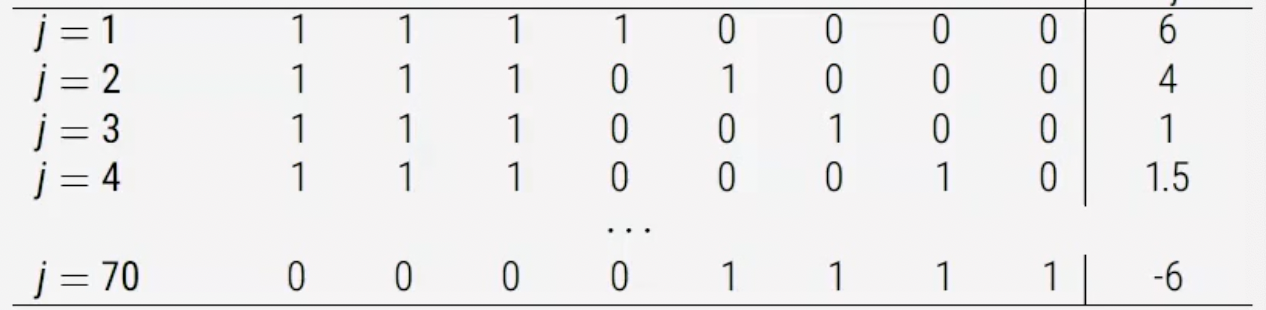 j = 1 1 1 1 1 0 0 0 0 6
j = 2 1 1 1 0 1 0 0 0 4
j = 3 1 1 1 0 0 1 0 0 1
j = 4 1 1 1 0 0 0 1 0 1.5
...
j = 70 0 0 0 0 1 1 1 1 -6